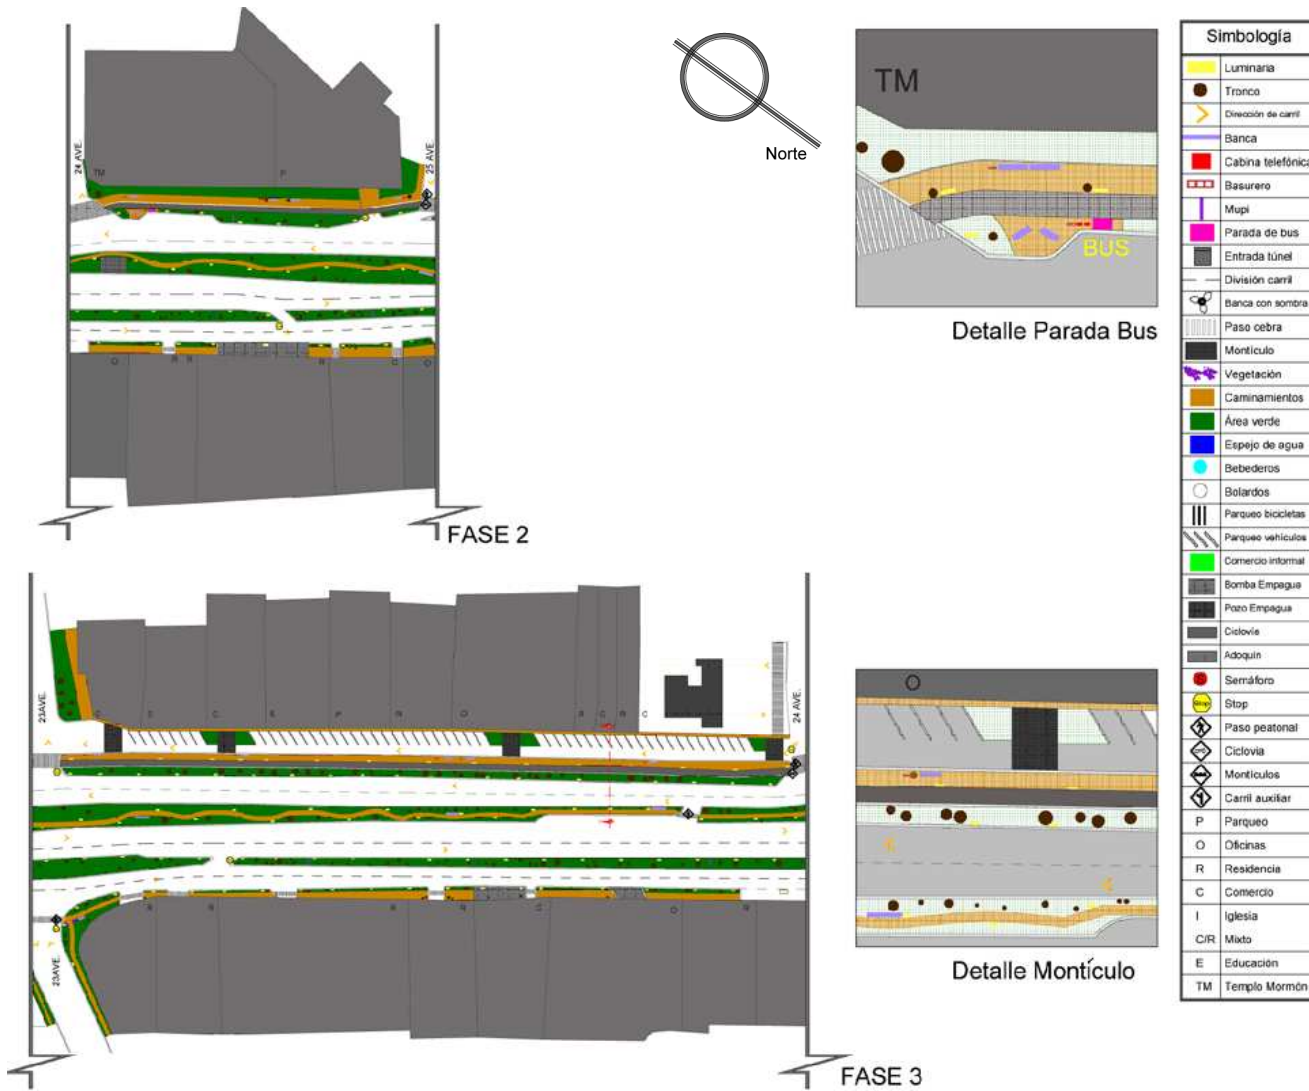 24 AVE.
25 AVE.
TM
P
O
R
R
R
C
O
FASE 2
Norte
TM
BUS
Detalle Parada Bus
23AVE.
24 AVE.
C
E
C
E
P
R
O
C
R
C
23AVE.
R
R
R
R
C
O
R
FASE 3
O
Detalle Montículo
Simbología
Luminaria
Tronco
Dirección de carril
Banca
Cabina telefónica
Basurero
Mupi
Parada de bus
Entrada túnel
División carril
Banca con sombra
Paso cebra
Montículo
Vegetación
Caminamientos
Área verde
Espejo de agua
Bebederos
Bolardos
Parqueo bicicletas
Parqueo vehículos
Comercio informal
Bomba Empagua
Pozo Empagua
Ciclovía
Adoquín
Semáforo
Stop Stop
Paso peatonal
Ciclovia
Montículos
Carril auxiliar
P Parqueo
O Oficinas
R Residencia
C Comercio
I Iglesia
C/R Mixto
E Educación
TM Templo Mormón